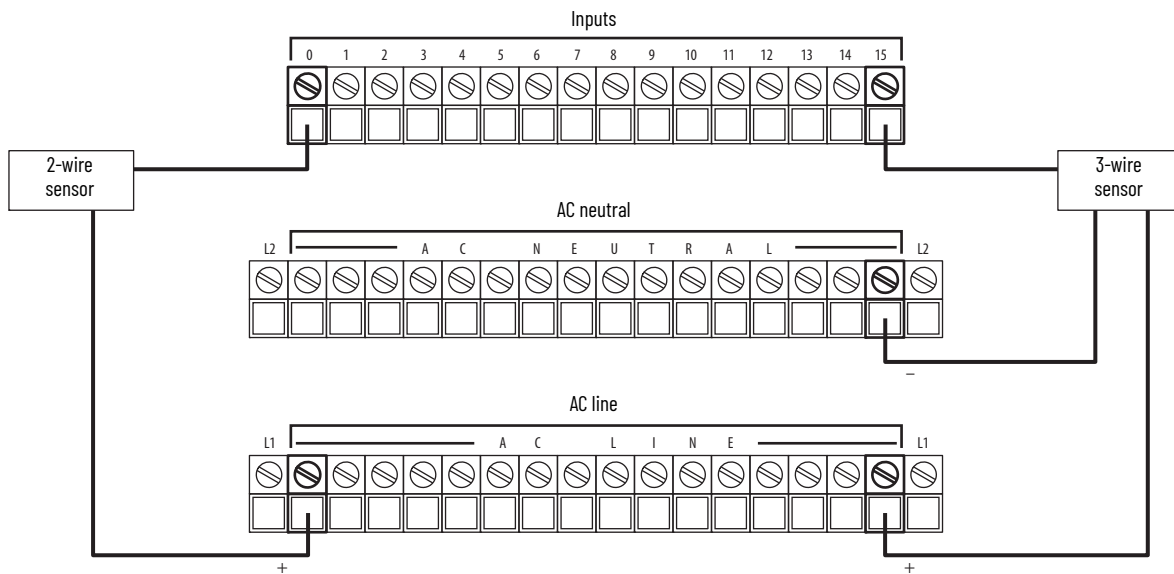 Inputs
0 1 2 3 4 5 6 7 8 9 10 11 12 13 14 15
2-wire
sensor
3-wire
sensor
AC neutral
L2 A C N E U T R A L L2
–
AC line
L1 A C L I N E L1
+ +